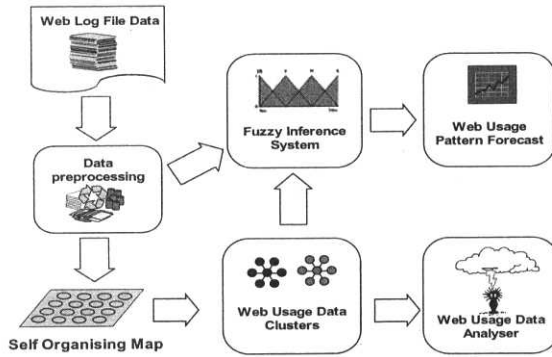 Web Log File Data
Data
preprocessing
Self Organising Map
Fuzzy Inference
System
Web Usage
Pattern Forecast
Web Usage Data
Clusters
Web Usage Data
Analyser